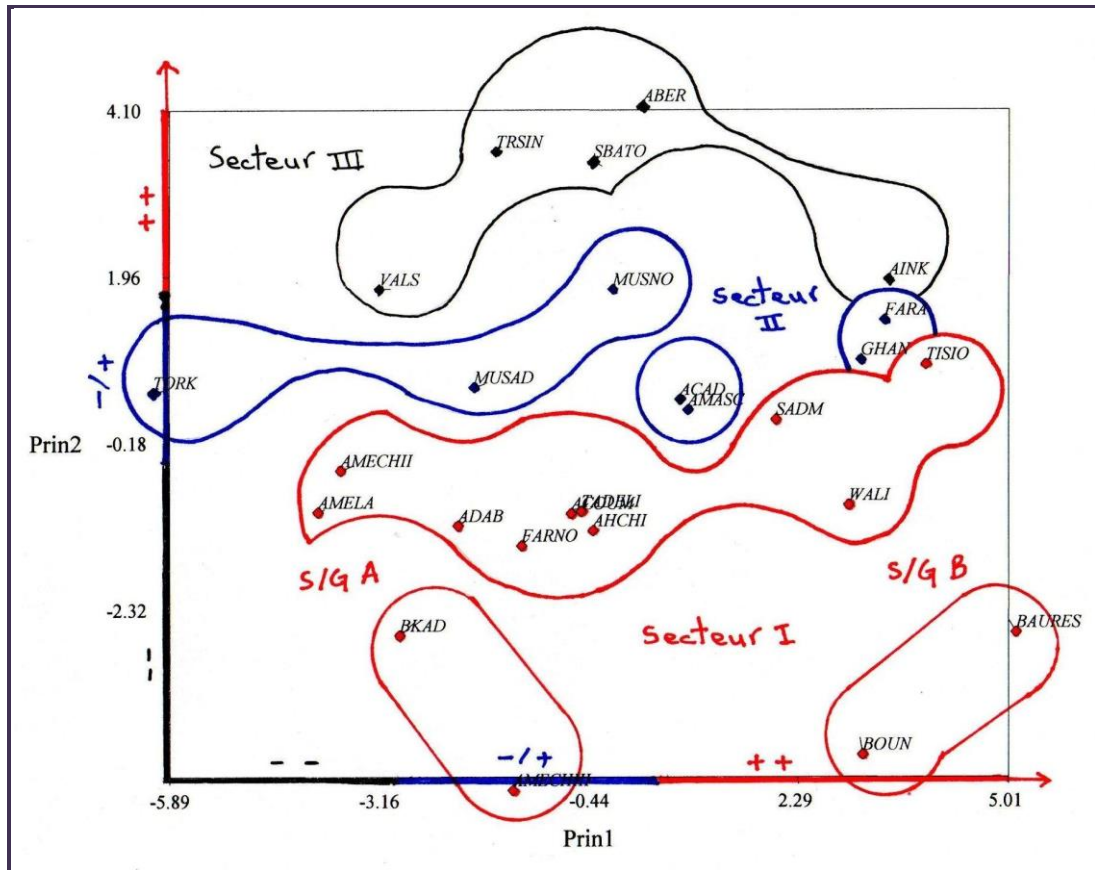 4.10
ABER
TRSIN
SBATO
Secteur III
++
1.96
VALS
MUSNO
AINK
secteur
II
FARA
GHAN
TISIO
-/+
TORK
MUSAD
ACAD
AMASC
SADM
Prin2
-0.18
AMECHII
AMELA
ADAB
TADELI
WALI
FARNO
AHCHI
S/G A
S/G B
-2.32
BKAD
Secteur I
BAURES
--
BOUN
-- -/+ ++
-5.89 -3.16 -0.44 2.29 5.01
Prin1